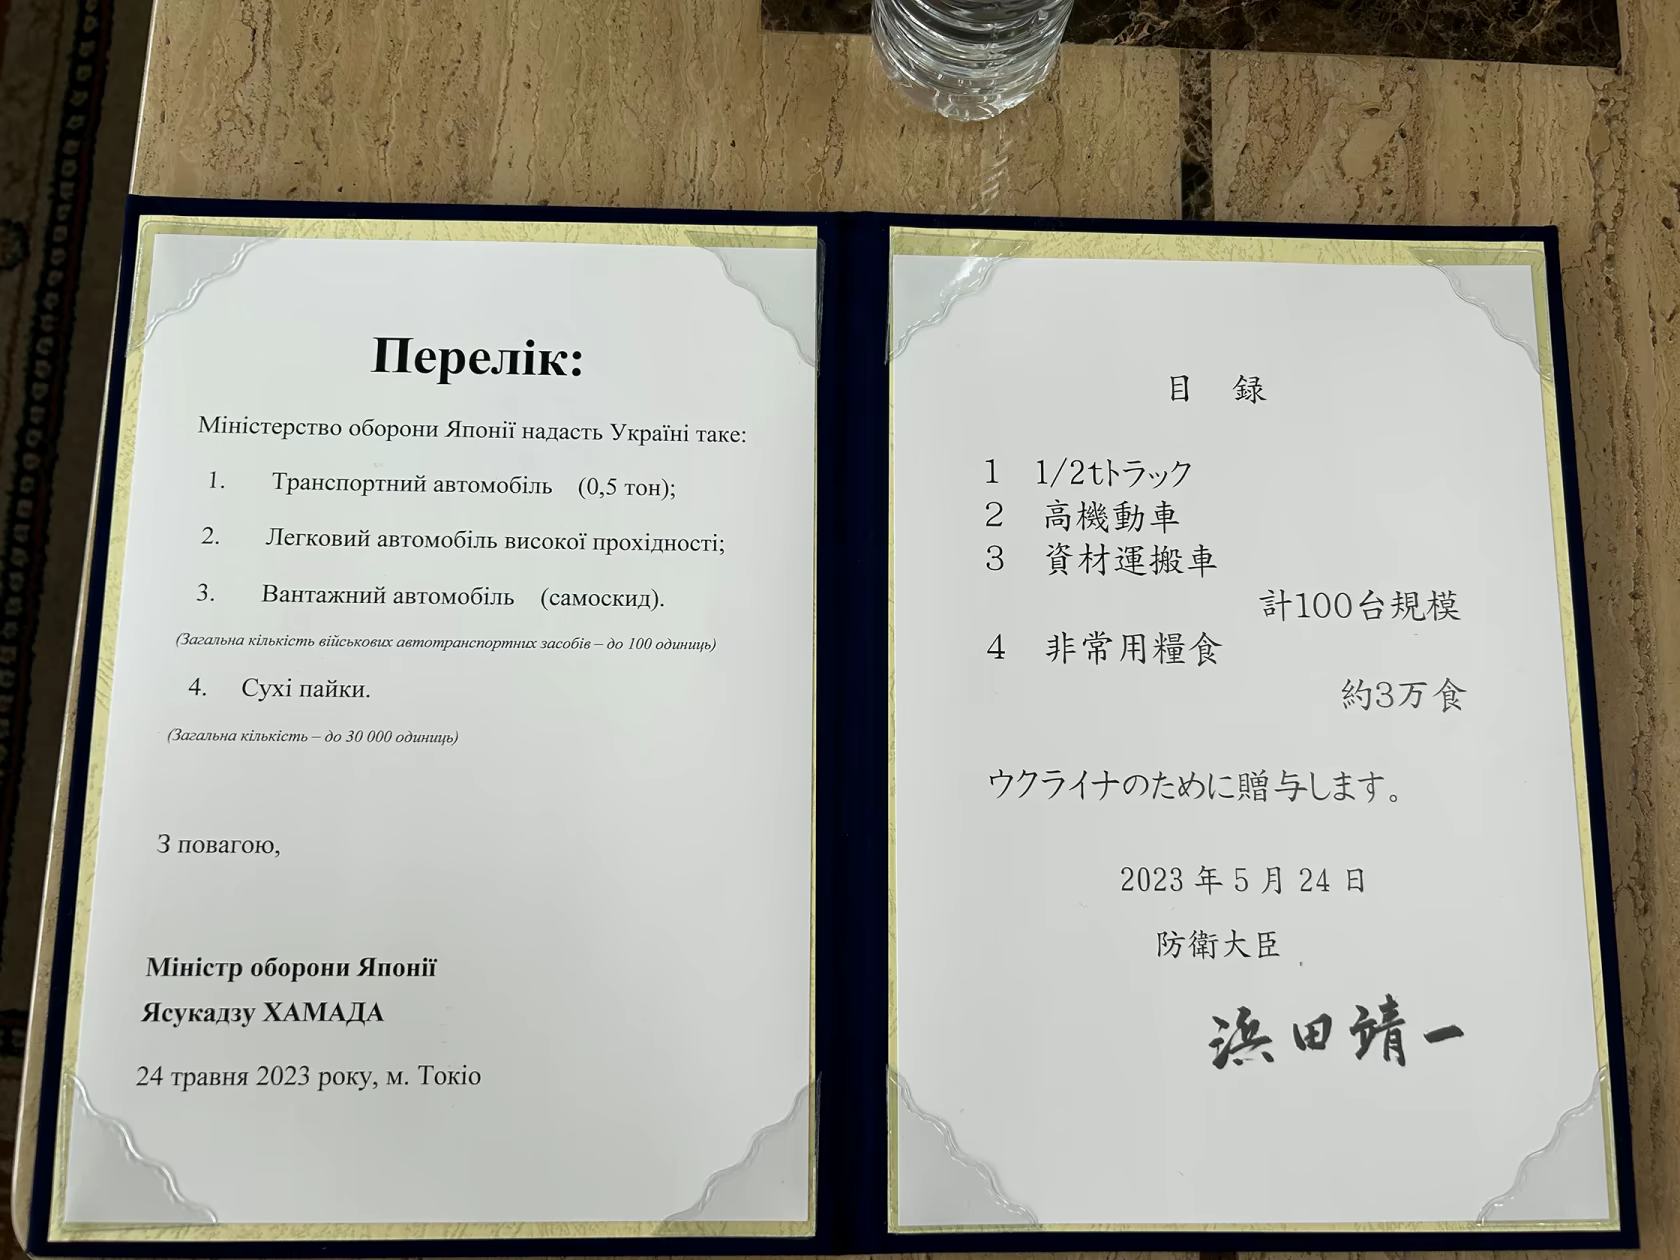 Перелік:
Міністерство оборони Японії надасть Україні таке:
1. Транспортний автомобіль (0,5 тон);
2. Легковий автомобіль високої прохідності;
3. Вантажний автомобіль (самоскид).
(Загальна кількість військових автотранспортних засобів – до 100 одиниць)
4. Сухі пайки.
(Загальна кількість – до 30 000 одиниць)
З повагою,
Міністр оборони Японії
Ясукадзу ХАМАДА
24 травня 2023 року, м. Токіо
目 録
1 1/2tトラック
2 高機動車
3 資材運搬車
計100台規模
4 非常用糧食
約3万食
ウクライナのために贈与します。
2023 年 5 月 24 日
防衛大臣
浜田靖一